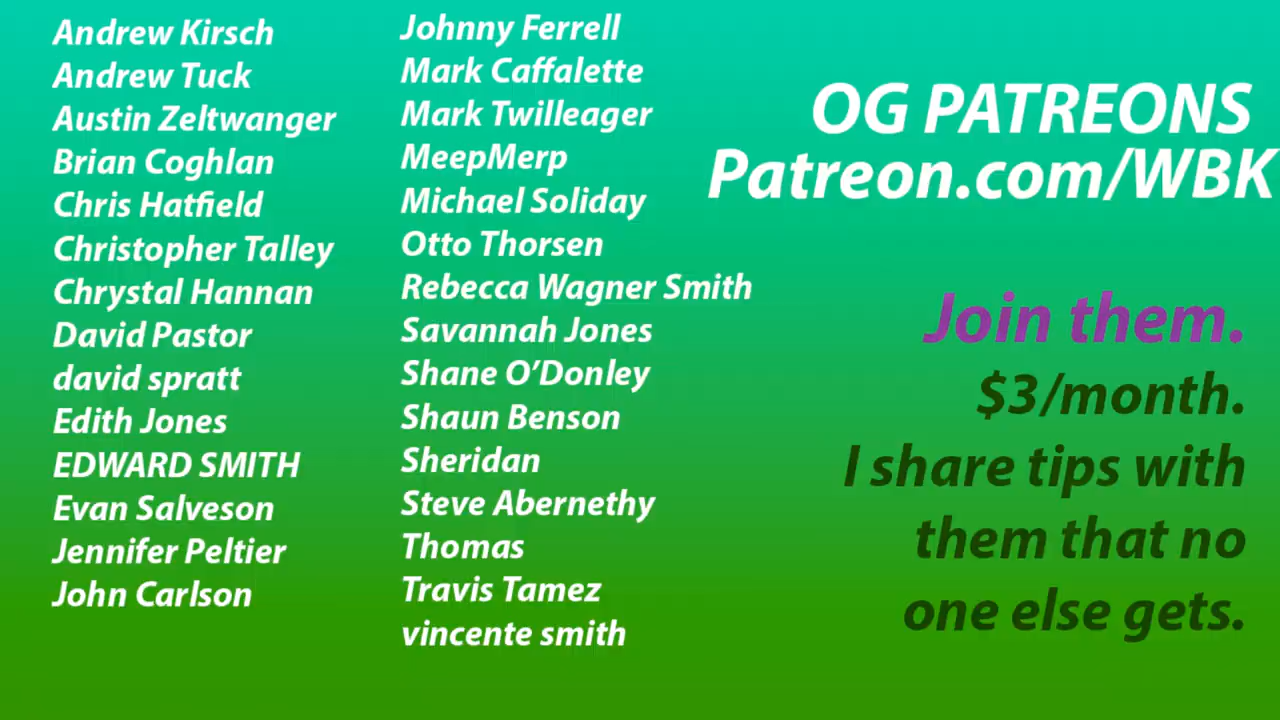 Andrew Kirsch
Andrew Tuck
Austin Zeltwanger
Brian Coghlan
Chris Hatfield
Christopher Talley
Chrystal Hannan
David Pastor
david spratt
Edith Jones
EDWARD SMITH
Evan Salveson
Jennifer Peltier
John Carlson
Johnny Ferrell
Mark Caffalette
Mark Twilleager
MeepMerp
Michael Soliday
Otto Thorsen
Rebecca Wagner Smith
Savannah Jones
Shane O’Donley
Shaun Benson
Sheridan
Steve Abernethy
Thomas
Travis Tamez
vincente smith
OG PATREONS
Patreon.com/WBK
Join them.
$3/month.
I share tips with
them that no
one else gets.